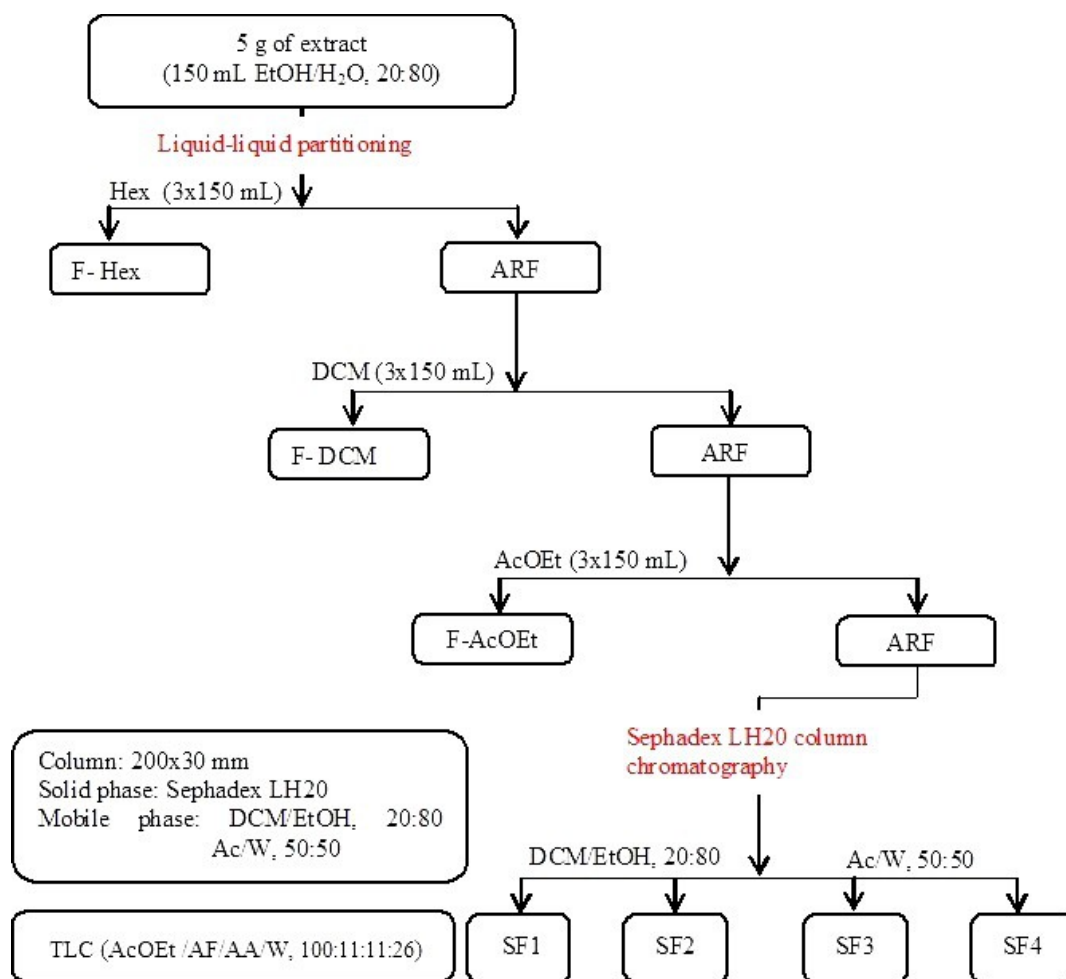 5 g of extract
(150 mL EtOH/H₂O, 20:80)
Liquid-liquid partitioning
Hex (3x150 mL)
F- Hex
ARF
DCM (3x150 mL)
F- DCM
ARF
AcOEt (3x150 mL)
F-AcOEt
ARF
Sephadex LH20 column
chromatography
Column: 200x30 mm
Solid phase: Sephadex LH20
Mobile phase: DCM/EtOH, 20:80
Ac/W, 50:50
DCM/EtOH, 20:80
Ac/W, 50:50
TLC (AcOEt /AF/AA/W, 100:11:11:26)
SF1
SF2
SF3
SF4